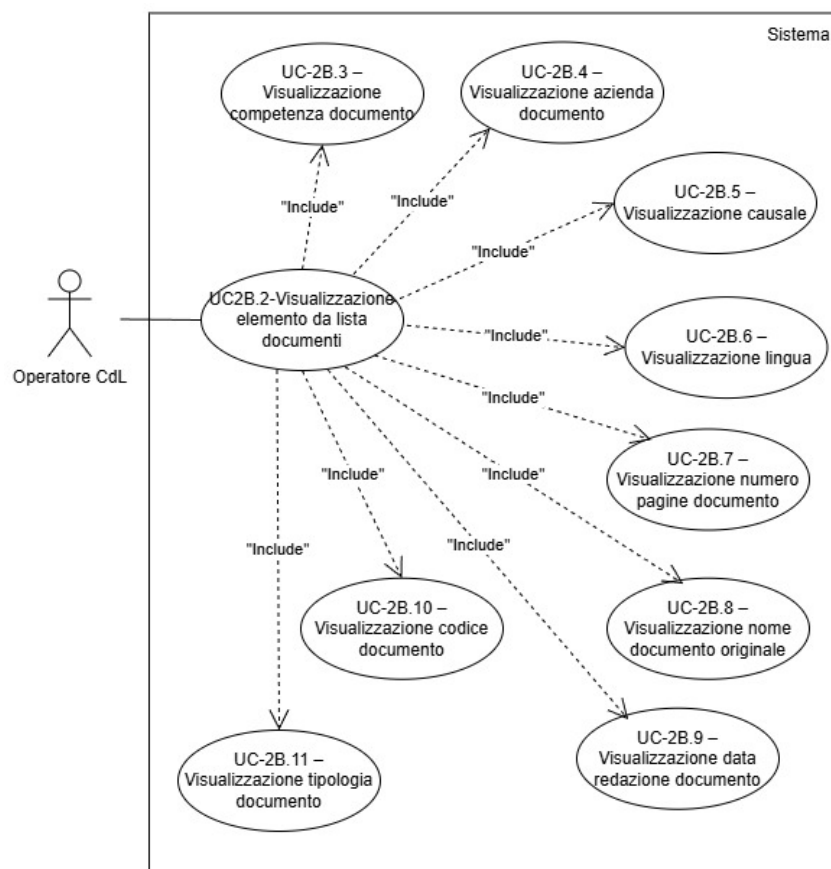 Sistema
UC-2B.3 –
Visualizzazione
competenza documento
UC-2B.4 –
Visualizzazione azienda
documento
"Include"
"Include"
UC-2B.5 –
Visualizzazione causale
"Include"
UC2B.2-Visualizzazione
elemento da lista
documenti
Operatore CdL
"Include"
UC-2B.6 –
Visualizzazione lingua
"Include"
UC-2B.7 –
Visualizzazione numero
pagine documento
"Include"
"Include"
"Include"
"Include"
UC-2B.10 –
Visualizzazione codice
documento
UC-2B.8 –
Visualizzazione nome
documento originale
UC-2B.9 –
Visualizzazione data
redazione documento
UC-2B.11 –
Visualizzazione tipologia
documento